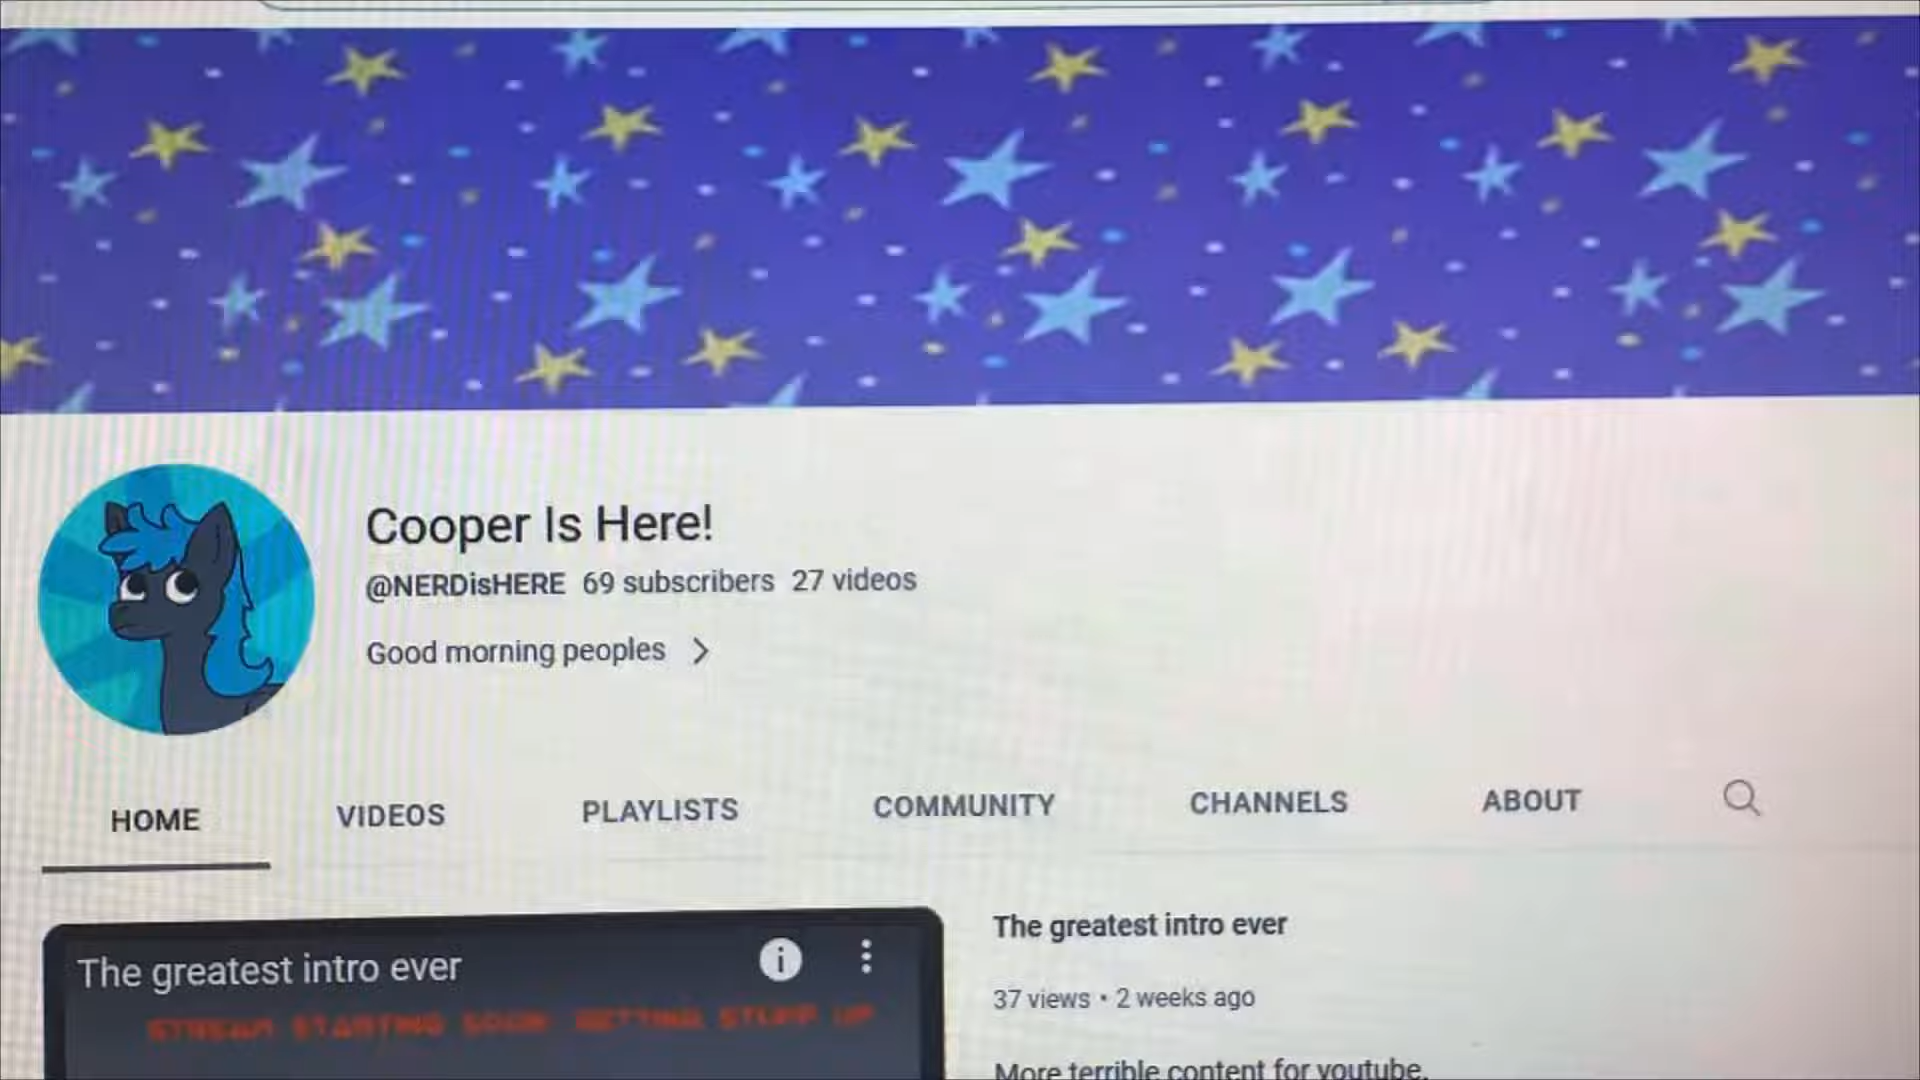 Cooper Is Here!
@NERDisHERE 69 subscribers 27 videos
Good morning peoples
HOME VIDEOS PLAYLISTS COMMUNITY CHANNELS ABOUT
The greatest intro ever
STREAM STARTING SOON GETTING STUFF UP
The greatest intro ever
37 views • 2 weeks ago
More terrible content for youtube.